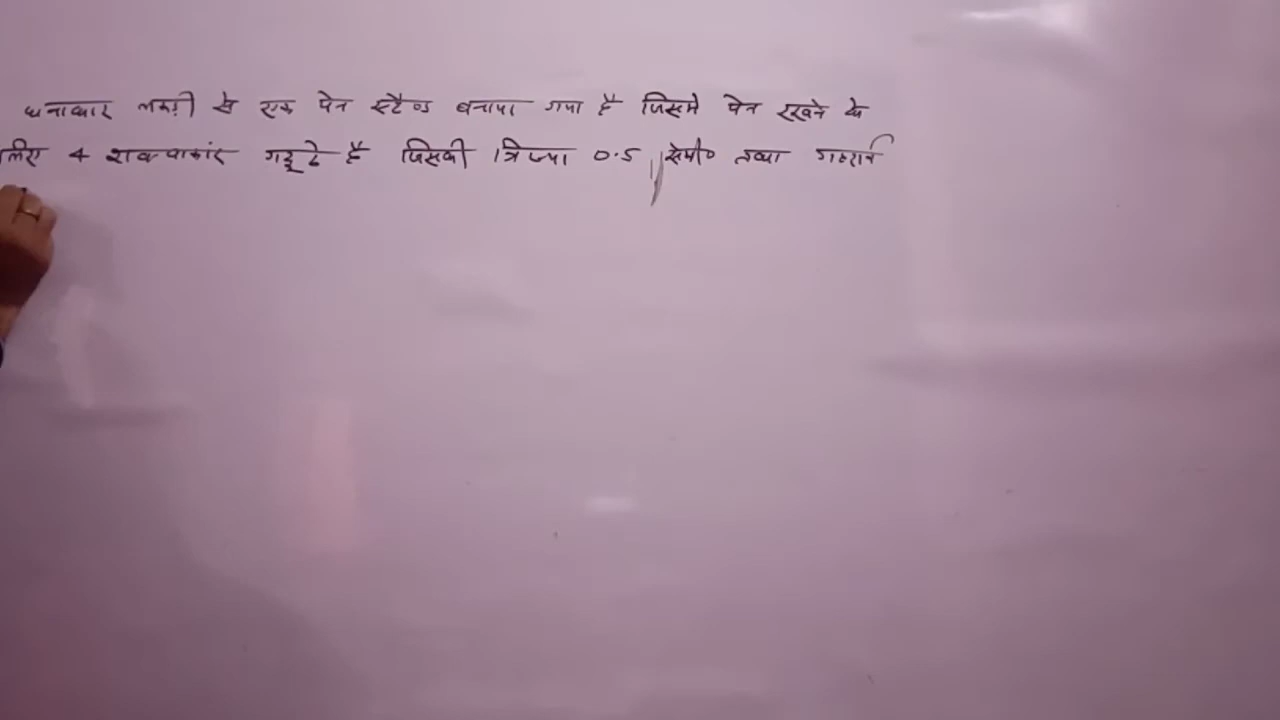 घनाकार लकड़ी से एक पेन स्टैण्ड बनाया गया है जिसमे पेन रखने के
लिए 4 शंक्वाकार गड्ढे है जिसकी त्रिज्या 0.5 सेमी० तथा गहराई